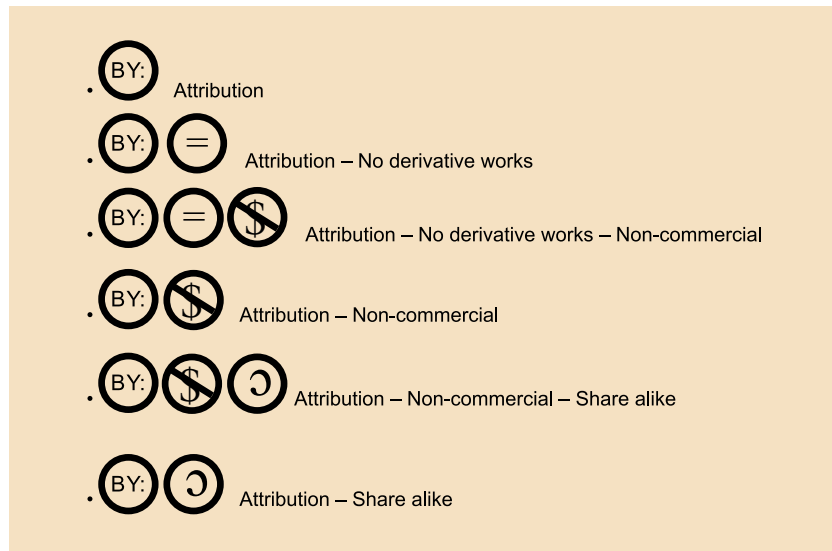 • BY: Attribution
• BY: = Attribution – No derivative works
• BY: = $ Attribution – No derivative works – Non-commercial
• BY: $ Attribution – Non-commercial
• BY: $ ɔ Attribution – Non-commercial – Share alike
• BY: ɔ Attribution – Share alike